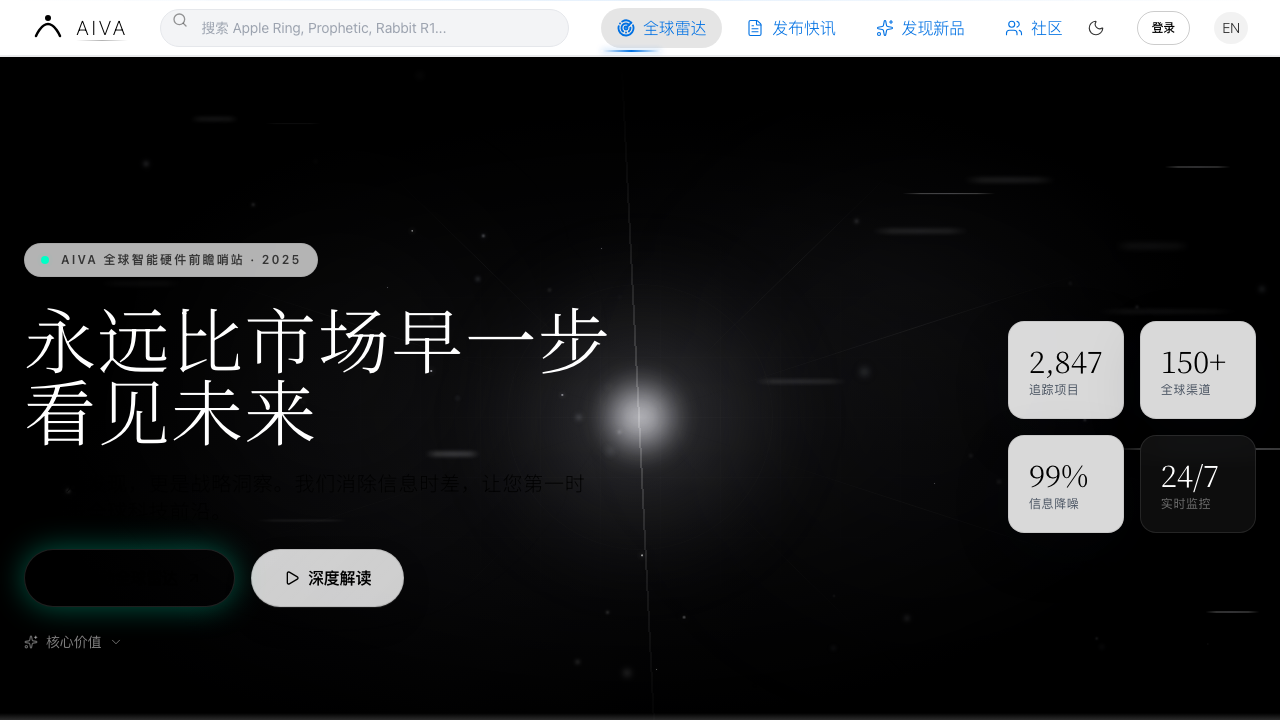 AIVA
搜索 Apple Ring, Prophetic, Rabbit R1...
全球雷达
发布快讯
发现新品
社区
登录
EN
AIVA 全球智能硬件前瞻哨站 · 2025
永远比市场早一步
看见未来
战略洞察。我们消除信息时差，让您第一时
深度解读
核心价值
2,847
追踪项目
150+
全球渠道
99%
信息降噪
24/7
实时监控